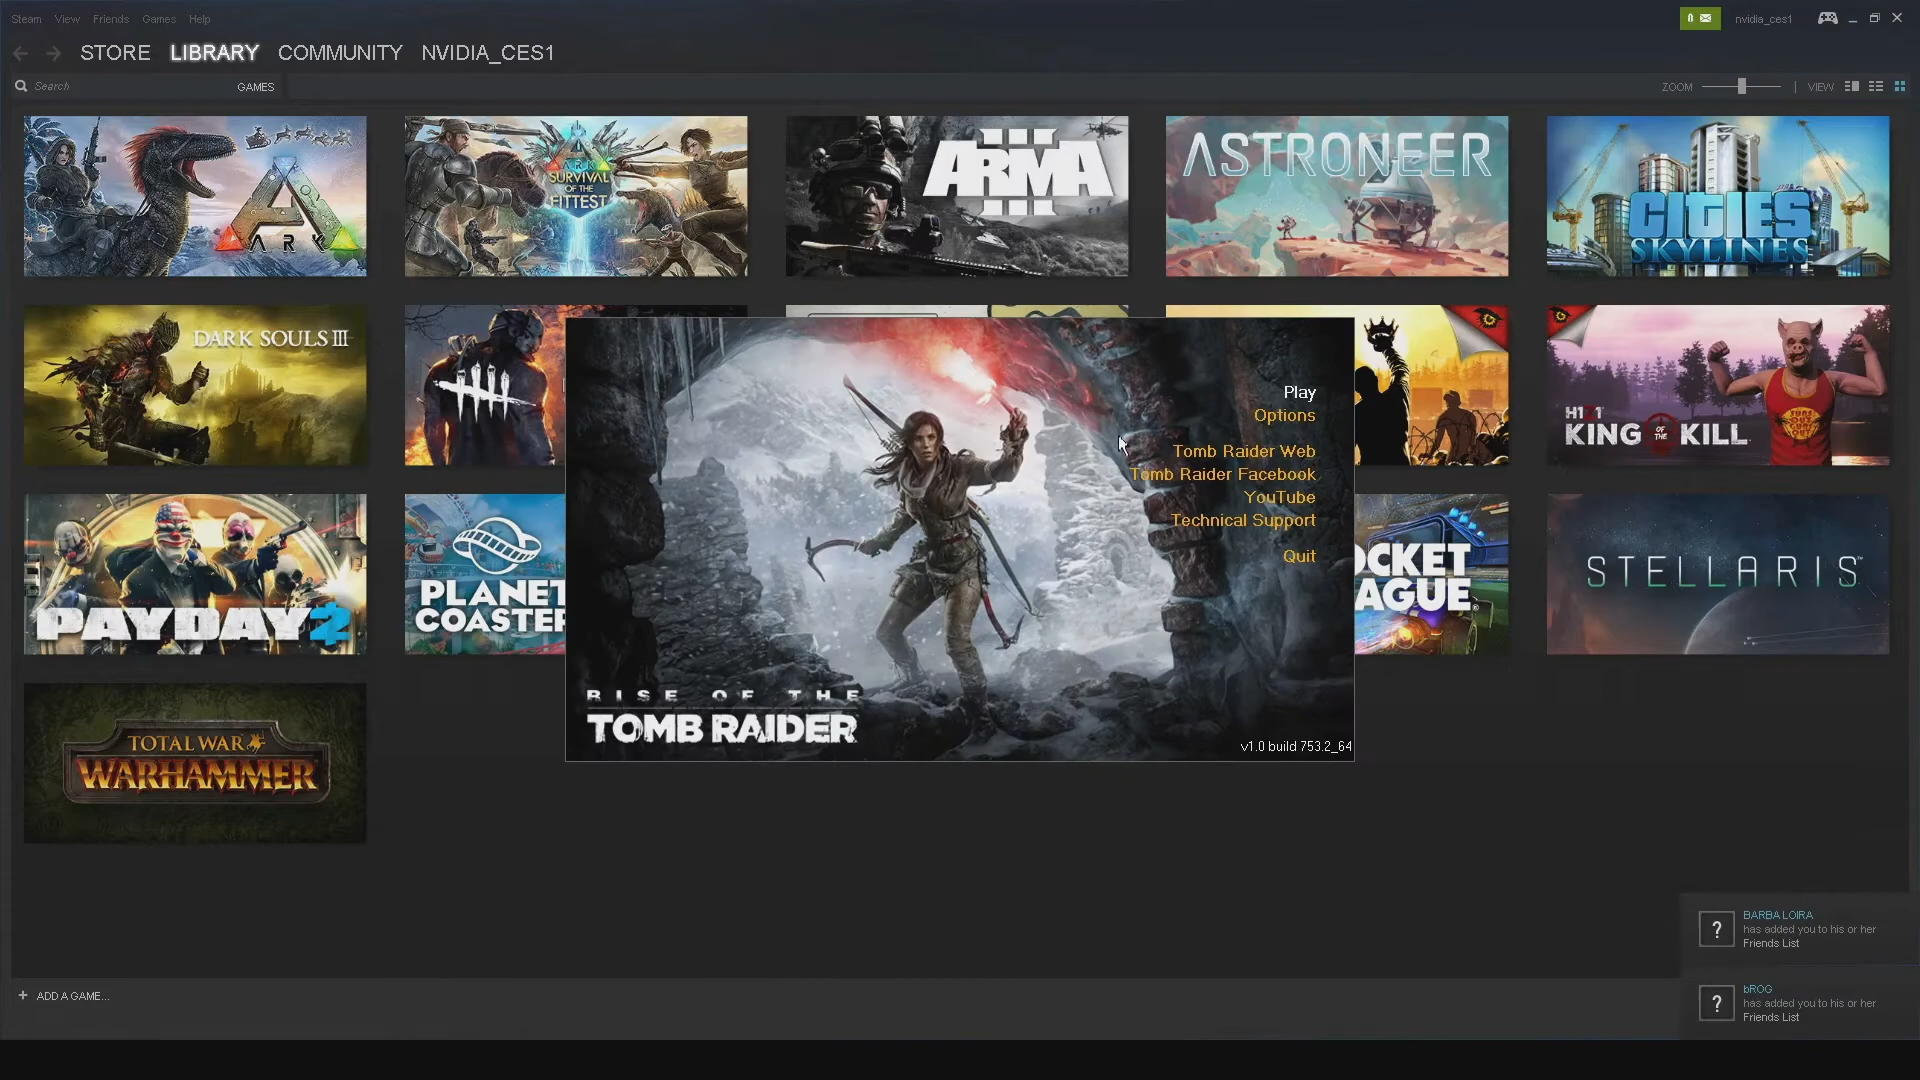 Steam View Friends Games Help
0
nvidia_ces1
STORE LIBRARY COMMUNITY NVIDIA_CES1
Search
GAMES
ZOOM
VIEW
ARK
ARK
SURVIVAL
OF THE
FITTEST
ARMA
III
ASTRONEER
CITIES
SKYLINES
DARK SOULS III
H1Z1
KING OF THE KILL
PAYDAY 2
PLANET
COASTER
Play
Options
Tomb Raider Web
Tomb Raider Facebook
YouTube
Technical Support
Quit
RISE OF THE
TOMB RAIDER
v1.0 build 753.2_64
OCKET
AGUE
STELLARIS
TOTAL WAR
WARHAMMER
BARBA LOIRA
has added you to his or her
Friends List
bROG
has added you to his or her
Friends List
+ ADD A GAME...